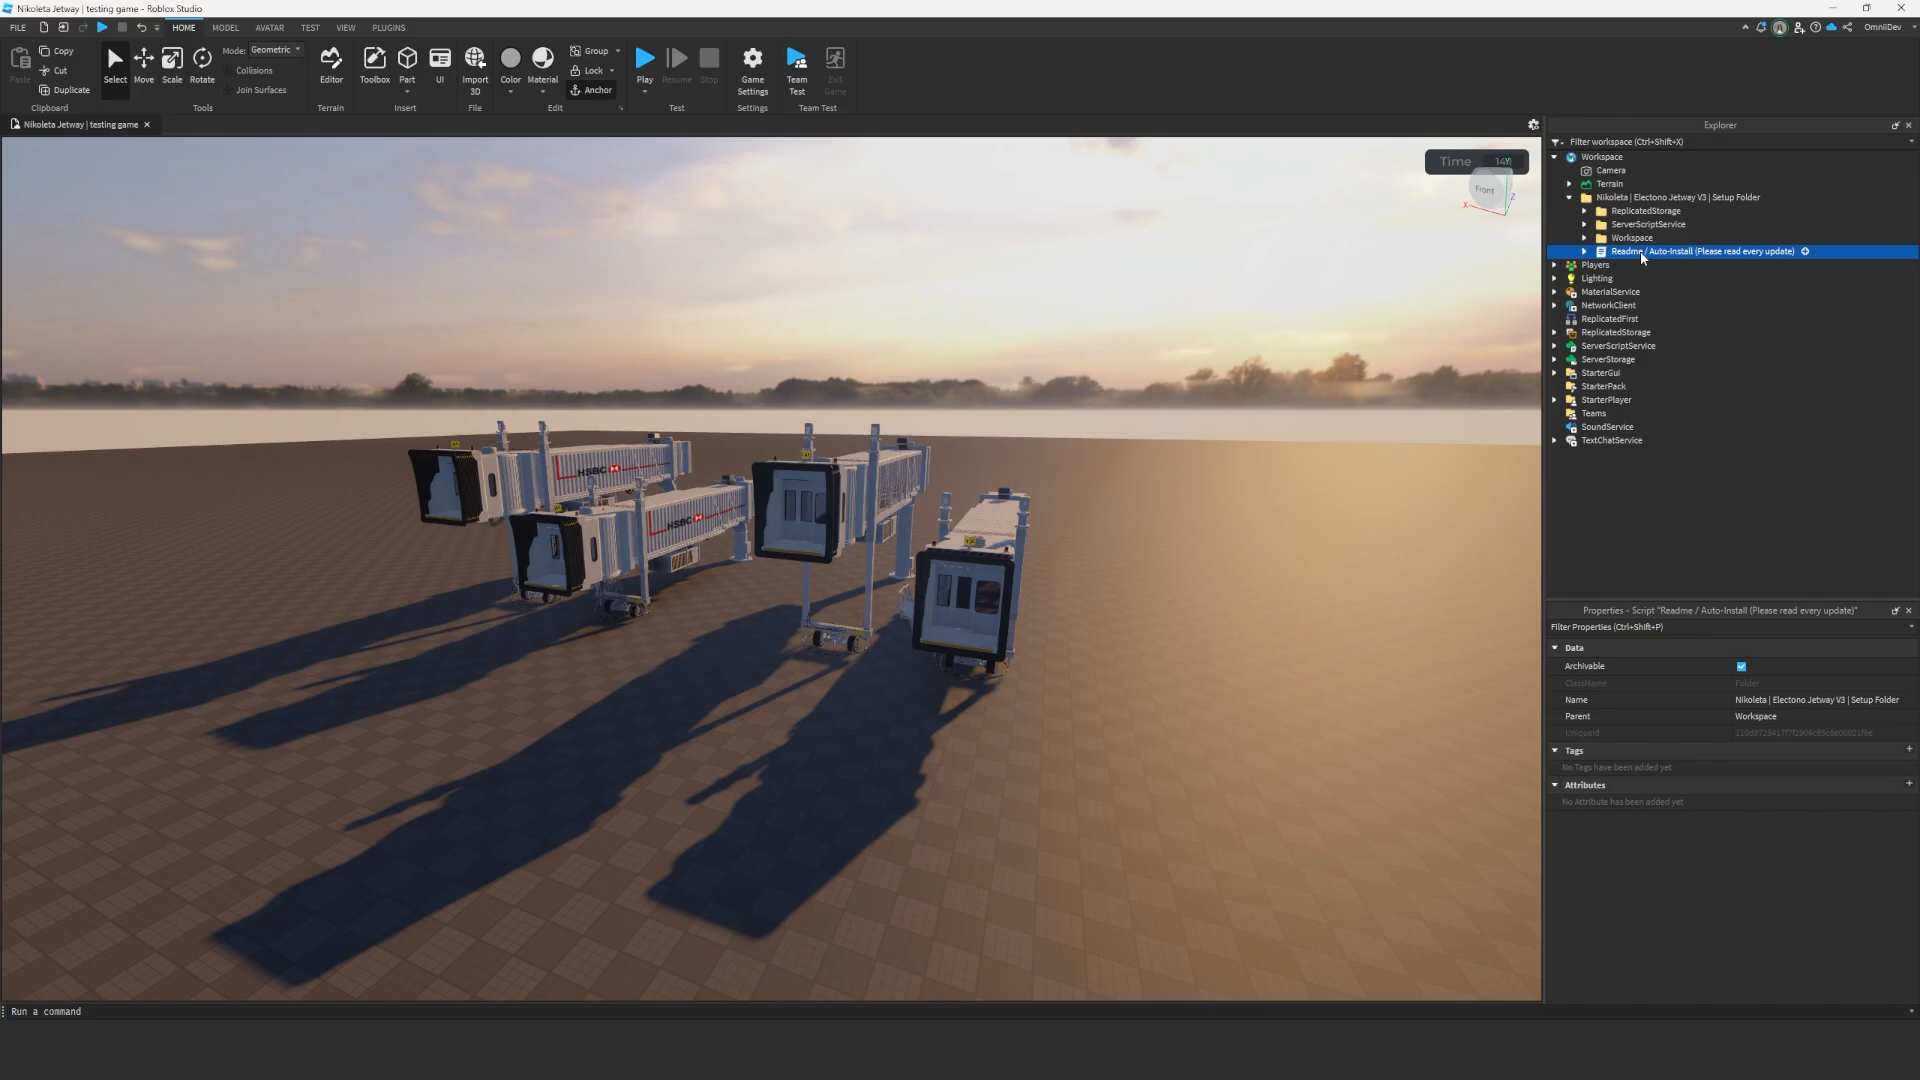 Nikoleta Jetway | testing game - Roblox Studio
FILE
HOME
MODEL
AVATAR
TEST
VIEW
PLUGINS
OmniiDev
Paste
Copy
Cut
Duplicate
Clipboard
Select
Move
Scale
Rotate
Mode: Geometric
Collisions
Join Surfaces
Tools
Editor
Terrain
Toolbox
Part
UI
Insert
Import
3D
File
Color
Material
Group
Lock
Anchor
Edit
Play
Resume
Stop
Test
Game
Settings
Settings
Team
Test
Exit
Game
Team Test
Nikoleta Jetway | testing game
Time
Front
X
Y
Z
HSBC
HSBC
Explorer
Filter workspace (Ctrl+Shift+X)
Workspace
Camera
Terrain
Nikoleta | Electono Jetway V3 | Setup Folder
ReplicatedStorage
ServerScriptService
Workspace
Readme / Auto-Install (Please read every update)
Players
Lighting
MaterialService
NetworkClient
ReplicatedFirst
ReplicatedStorage
ServerScriptService
ServerStorage
StarterGui
StarterPack
StarterPlayer
Teams
SoundService
TextChatService
Properties - Script "Readme / Auto-Install (Please read every update)"
Filter Properties (Ctrl+Shift+P)
Data
Archivable
ClassName Folder
Name Nikoleta | Electono Jetway V3 | Setup Folder
Parent Workspace
UniqueId
Tags
No Tags have been added yet
Attributes
No Attribute has been added yet
Run a command